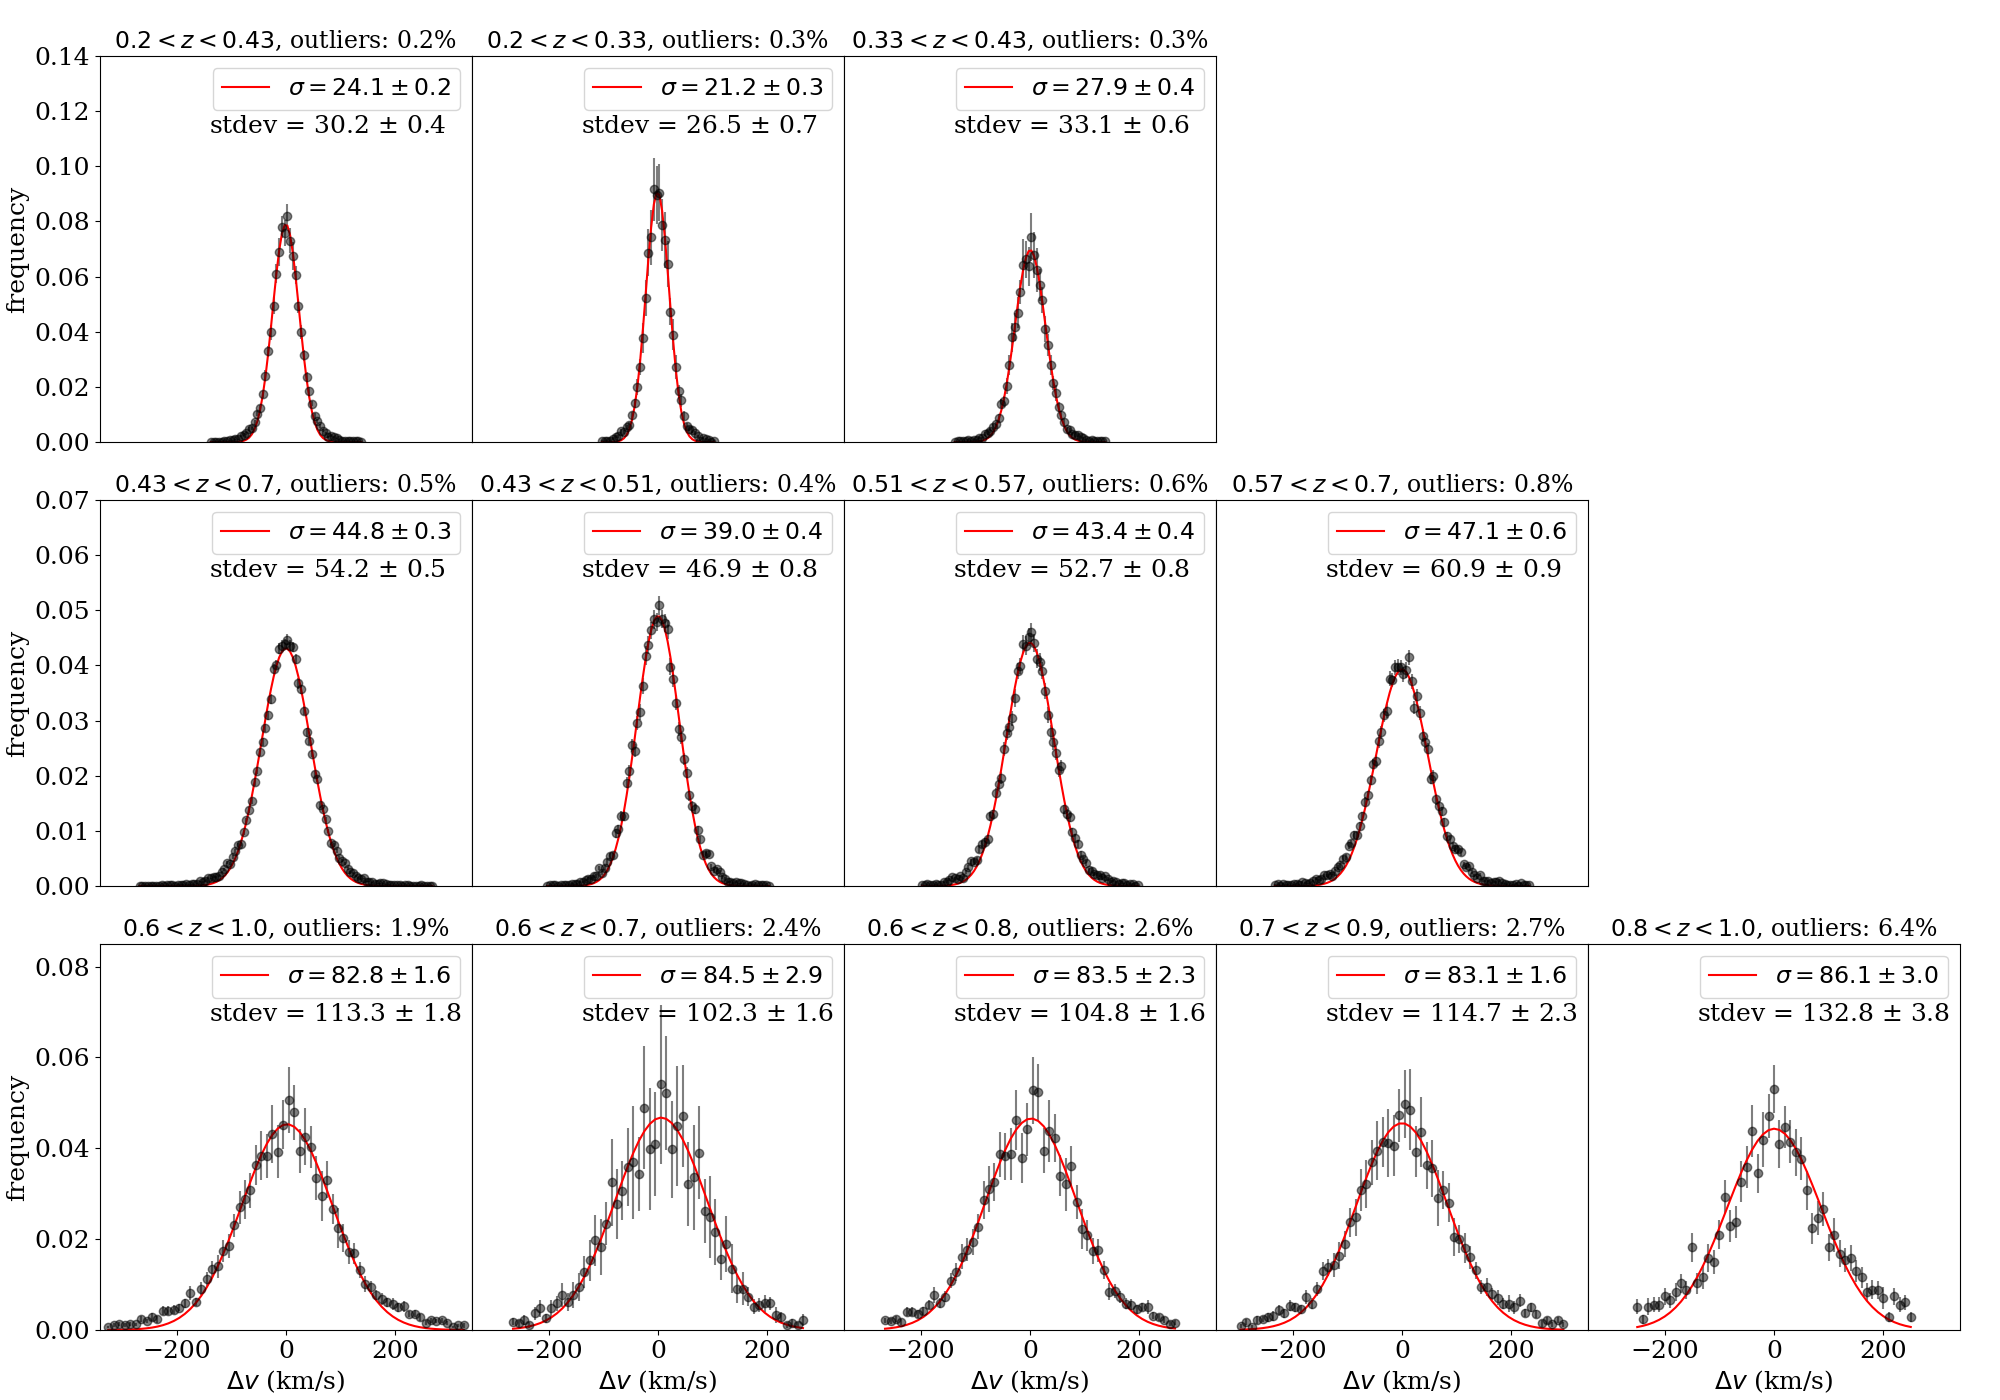 0.2 < z < 0.43, outliers: 0.2%
0.2 < z < 0.33, outliers: 0.3%
0.33 < z < 0.43, outliers: 0.3%
0.14
0.12
0.10
0.08
0.06
0.04
0.02
0.00
frequency
σ = 24.1 ± 0.2
stdev = 30.2 ± 0.4
σ = 21.2 ± 0.3
stdev = 26.5 ± 0.7
σ = 27.9 ± 0.4
stdev = 33.1 ± 0.6
0.43 < z < 0.7, outliers: 0.5%
0.43 < z < 0.51, outliers: 0.4%
0.51 < z < 0.57, outliers: 0.6%
0.57 < z < 0.7, outliers: 0.8%
0.07
0.06
0.05
0.04
0.03
0.02
0.01
0.00
frequency
σ = 44.8 ± 0.3
stdev = 54.2 ± 0.5
σ = 39.0 ± 0.4
stdev = 46.9 ± 0.8
σ = 43.4 ± 0.4
stdev = 52.7 ± 0.8
σ = 47.1 ± 0.6
stdev = 60.9 ± 0.9
0.6 < z < 1.0, outliers: 1.9%
0.6 < z < 0.7, outliers: 2.4%
0.6 < z < 0.8, outliers: 2.6%
0.7 < z < 0.9, outliers: 2.7%
0.8 < z < 1.0, outliers: 6.4%
0.08
0.06
0.04
0.02
0.00
frequency
σ = 82.8 ± 1.6
stdev = 113.3 ± 1.8
σ = 84.5 ± 2.9
stdev = 102.3 ± 1.6
σ = 83.5 ± 2.3
stdev = 104.8 ± 1.6
σ = 83.1 ± 1.6
stdev = 114.7 ± 2.3
σ = 86.1 ± 3.0
stdev = 132.8 ± 3.8
−200 0 200
−200 0 200
−200 0 200
−200 0 200
−200 0 200
Δv (km/s)
Δv (km/s)
Δv (km/s)
Δv (km/s)
Δv (km/s)